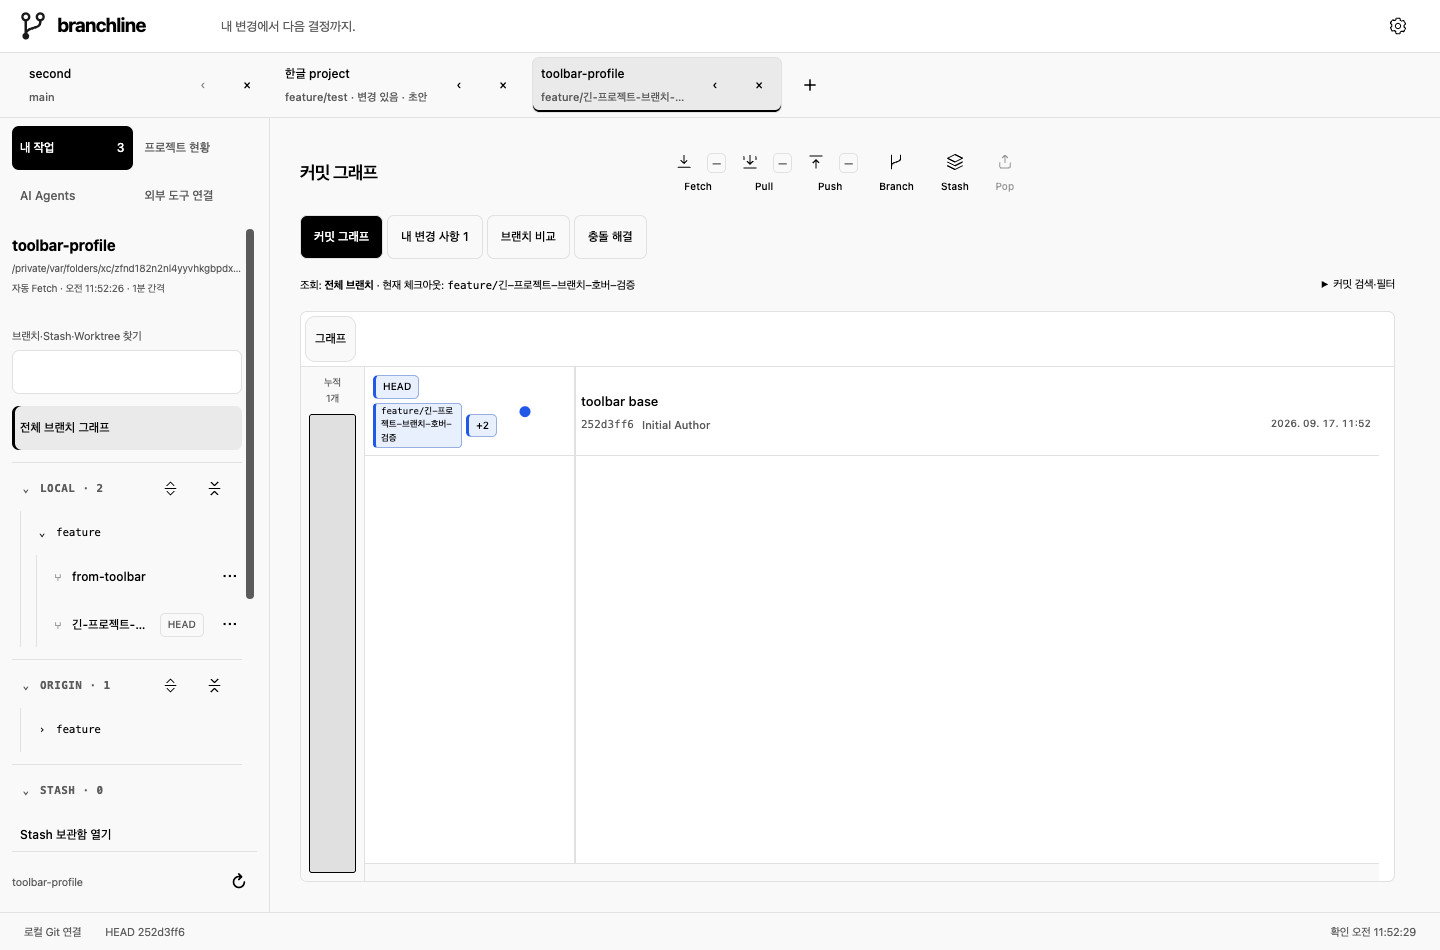 branchline
내 변경에서 다음 결정까지.
second
main
한글 project
feature/test · 변경 있음 · 초안
toolbar-profile
feature/긴-프로젝트-브랜치-...
내 작업 3
프로젝트 현황
AI Agents
외부 도구 연결
toolbar-profile
/private/var/folders/xc/zfnd182n2nl4yyvhkgbpdx...
자동 Fetch · 오전 11:52:26 · 1분 간격
브랜치·Stash·Worktree 찾기
전체 브랜치 그래프
LOCAL · 2
feature
from-toolbar
긴-프로젝트-... HEAD
ORIGIN · 1
feature
STASH · 0
Stash 보관함 열기
toolbar-profile
커밋 그래프
Fetch
Pull
Push
Branch
Stash
Pop
커밋 그래프
내 변경 사항 1
브랜치 비교
충돌 해결
조회: 전체 브랜치 · 현재 체크아웃: feature/긴-프로젝트-브랜치-호버-검증
▶ 커밋 검색·필터
그래프
누적
1개
HEAD
feature/긴-프로
젝트-브랜치-호버-
검증
+2
toolbar base
252d3ff6 Initial Author
2026. 09. 17. 11:52
로컬 Git 연결
HEAD 252d3ff6
확인 오전 11:52:29